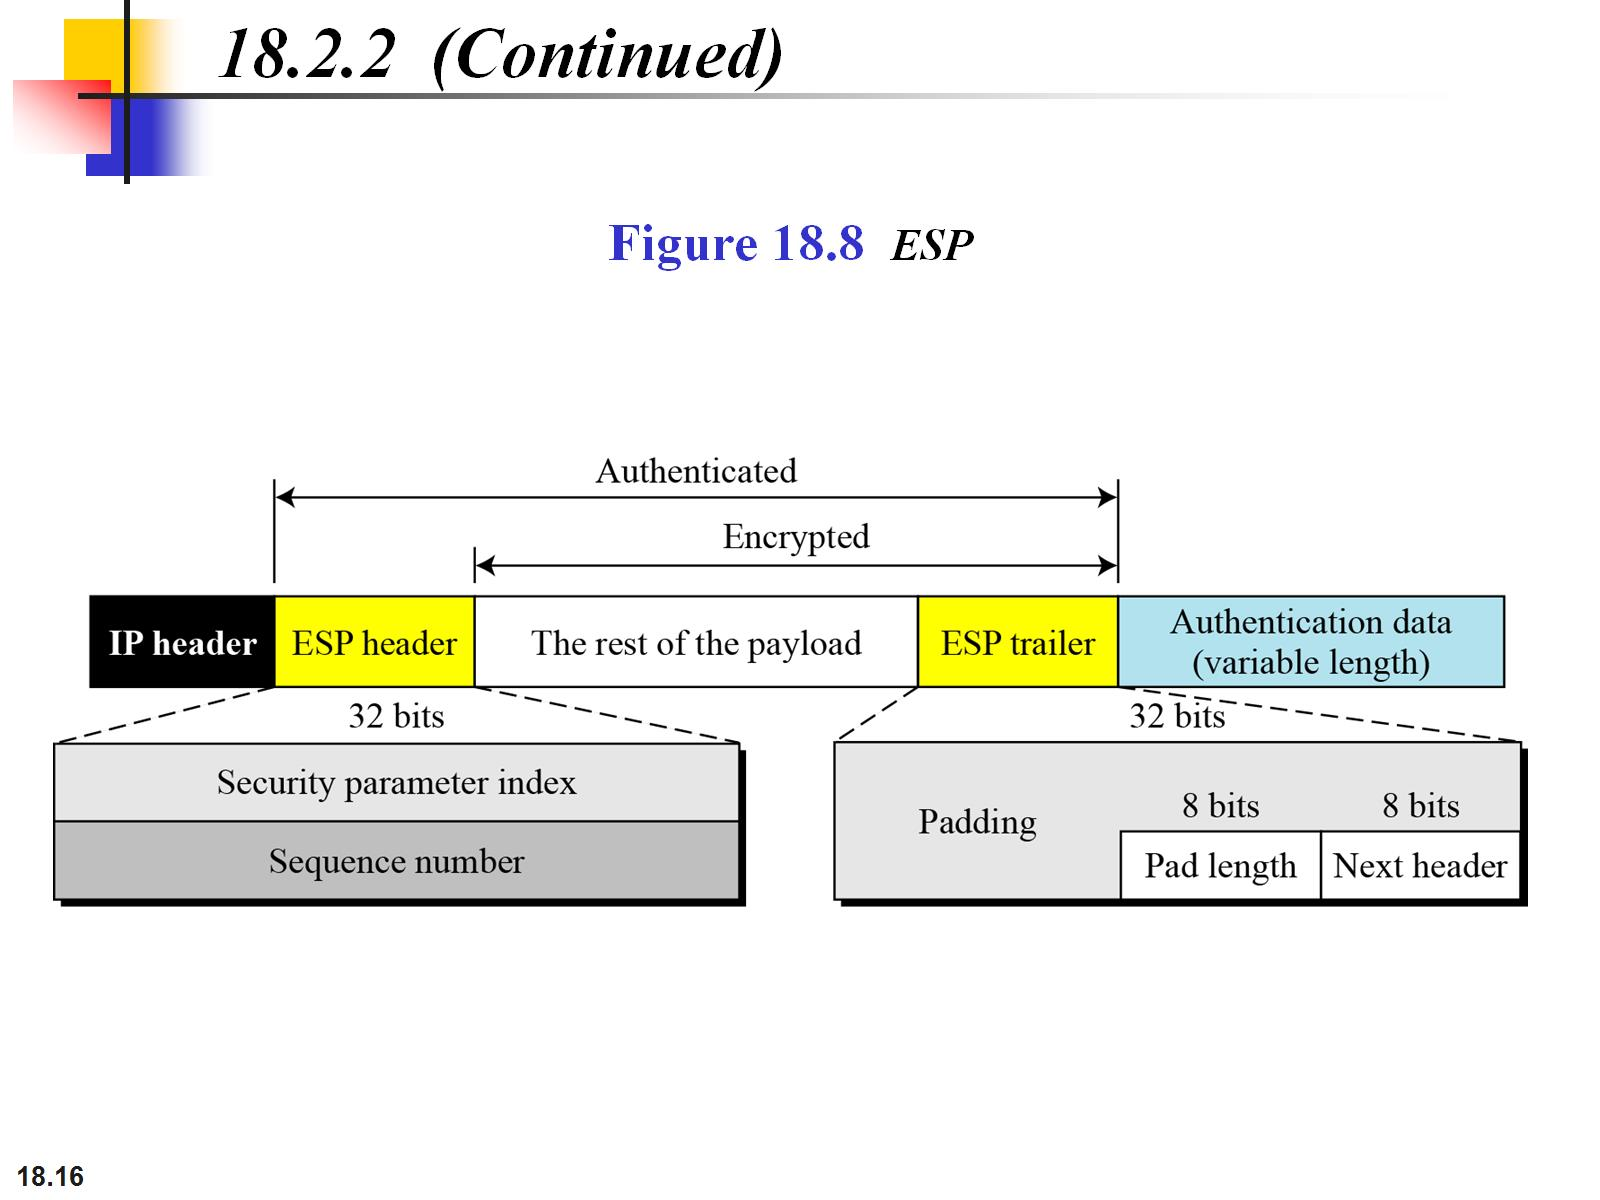 18.2.2 (Continued)
Figure 18.8 ESP
Authenticated
Encrypted
IP header
ESP header
The rest of the payload
ESP trailer
Authentication data
(variable length)
32 bits
32 bits
Security parameter index
Sequence number
Padding
8 bits
8 bits
Pad length
Next header
18.16